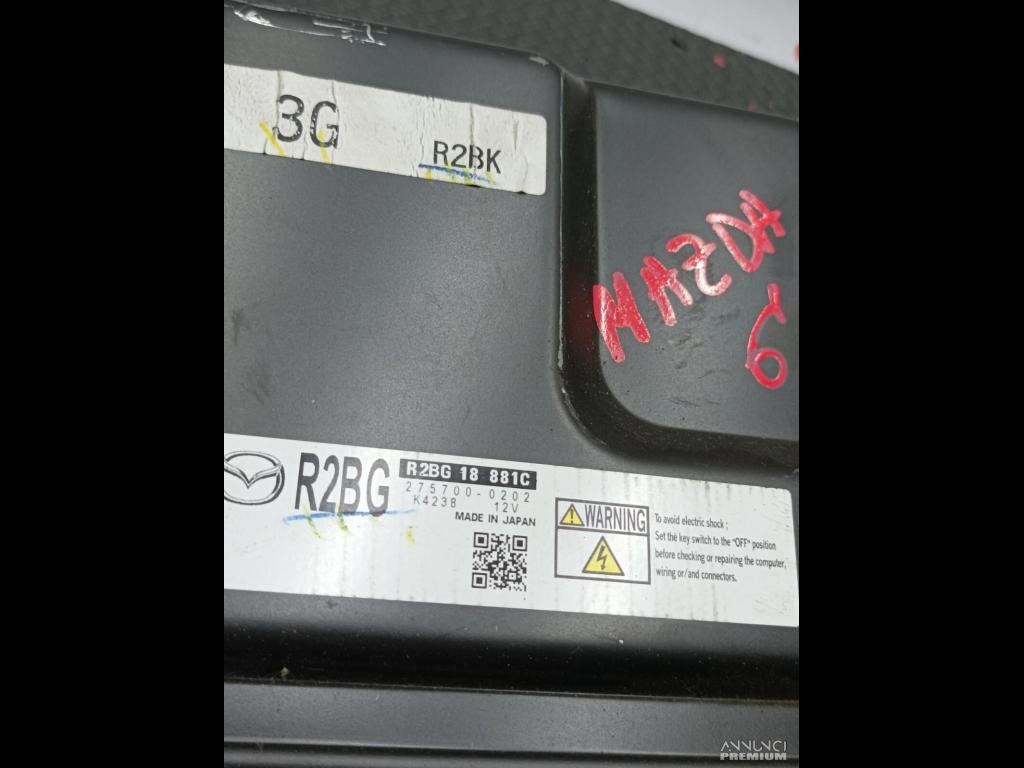 3G
R2BK
MAZDA
6
R2BG
R2BG 18 881C
275700-0202
K4238 12V
MADE IN JAPAN
WARNING
To avoid electric shock ;
Set the key switch to the "OFF" position
before checking or repairing the computer,
wiring or/and connectors.
ANNUNCI
PREMIUM